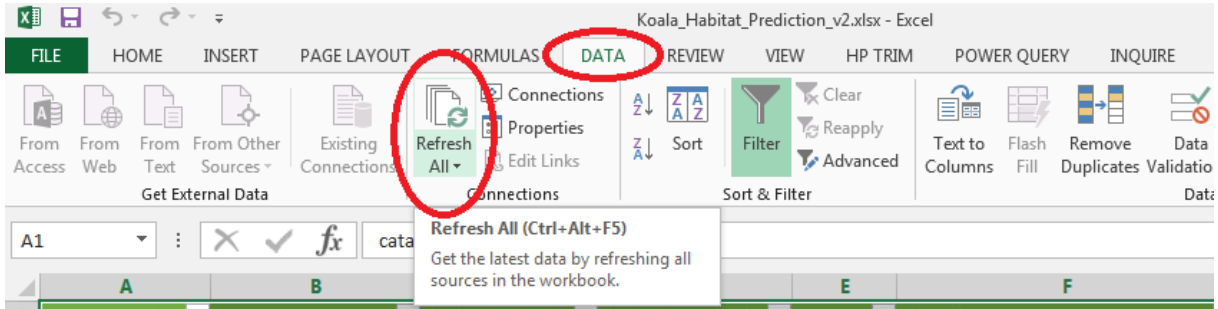 Koala_Habitat_Prediction_v2.xlsx - Excel
FILE HOME INSERT PAGE LAYOUT FORMULAS DATA REVIEW VIEW HP TRIM POWER QUERY INQUIRE
Connections Clear
Properties Reapply
Edit Links Advanced
From From From From Other Existing Refresh Sort Filter Text to Flash Remove Data
Access Web Text Sources Connections All Columns Fill Duplicates Validatio
Get External Data Connections Sort & Filter Data
A1 fx cata
Refresh All (Ctrl+Alt+F5)
Get the latest data by refreshing all
sources in the workbook.
A B E F